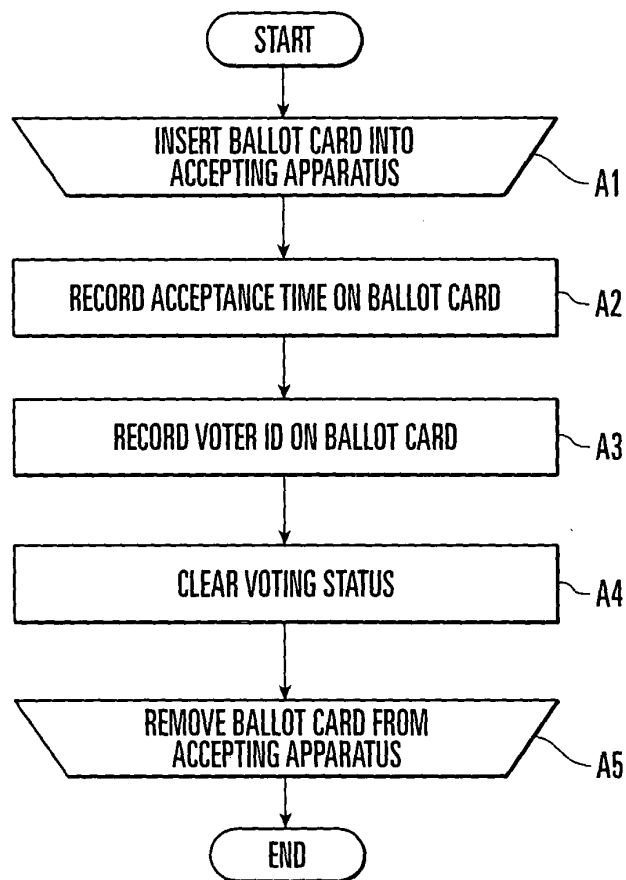 START
INSERT BALLOT CARD INTO
ACCEPTING APPARATUS
A1
RECORD ACCEPTANCE TIME ON BALLOT CARD
A2
RECORD VOTER ID ON BALLOT CARD
A3
CLEAR VOTING STATUS
A4
REMOVE BALLOT CARD FROM
ACCEPTING APPARATUS
A5
END